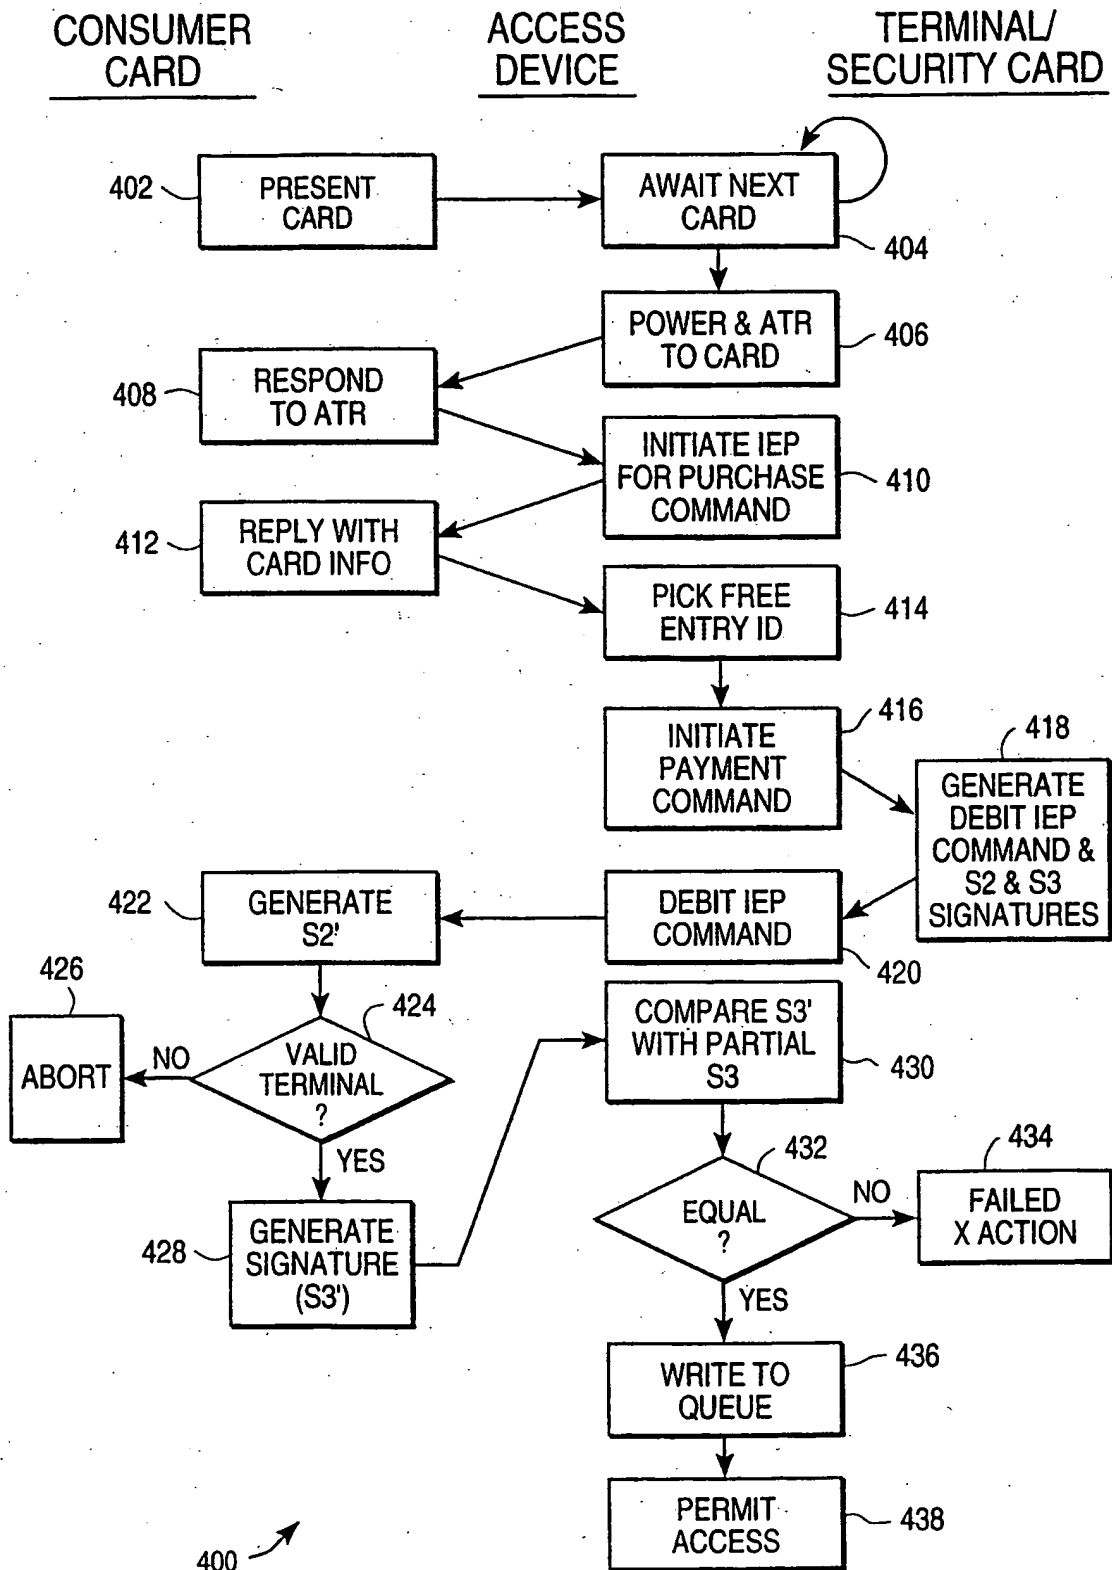 CONSUMER
CARD
ACCESS
DEVICE
TERMINAL/
SECURITY CARD
402
PRESENT
CARD
AWAIT NEXT
CARD
404
POWER & ATR
TO CARD
406
408
RESPOND
TO ATR
INITIATE IEP
FOR PURCHASE
COMMAND
410
412
REPLY WITH
CARD INFO
PICK FREE
ENTRY ID
414
INITIATE
PAYMENT
COMMAND
416
418
GENERATE
DEBIT IEP
COMMAND &
S2 & S3
SIGNATURES
DEBIT IEP
COMMAND
420
422
GENERATE
S2'
424
VALID
TERMINAL
?
NO
426
ABORT
YES
428
GENERATE
SIGNATURE
(S3')
COMPARE S3'
WITH PARTIAL
S3
430
432
EQUAL
?
NO
434
FAILED
X ACTION
YES
WRITE TO
QUEUE
436
PERMIT
ACCESS
438
400